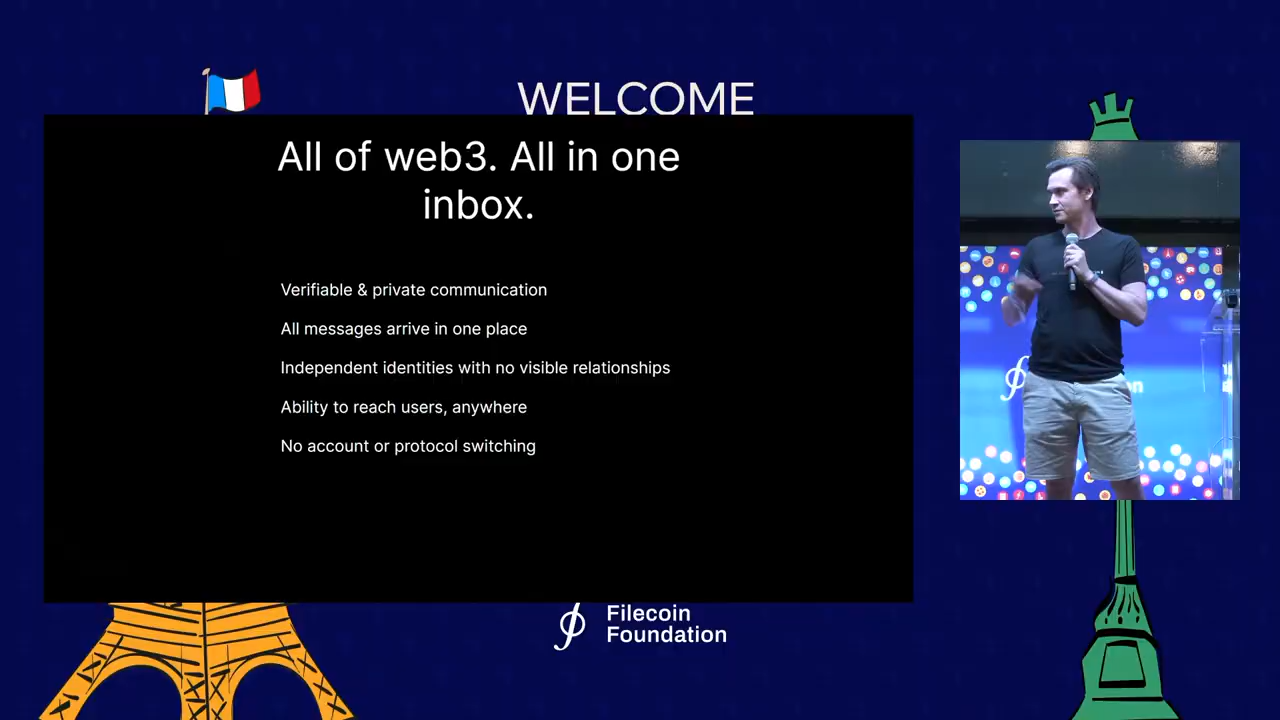 WELCOME
All of web3. All in one
inbox.
Verifiable & private communication
All messages arrive in one place
Independent identities with no visible relationships
Ability to reach users, anywhere
No account or protocol switching
Filecoin
Foundation